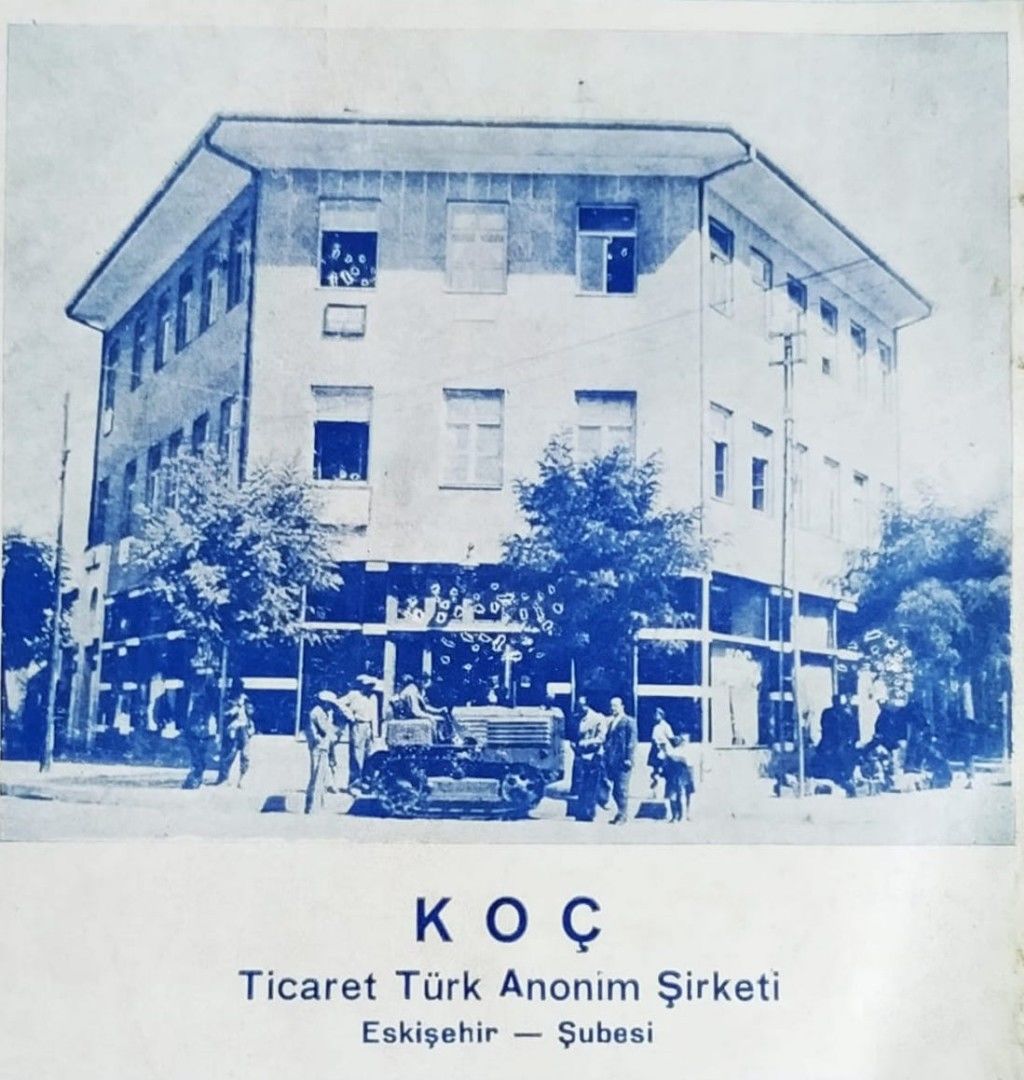 KOÇ
Ticaret Türk Anonim Şirketi
Eskişehir — Şubesi